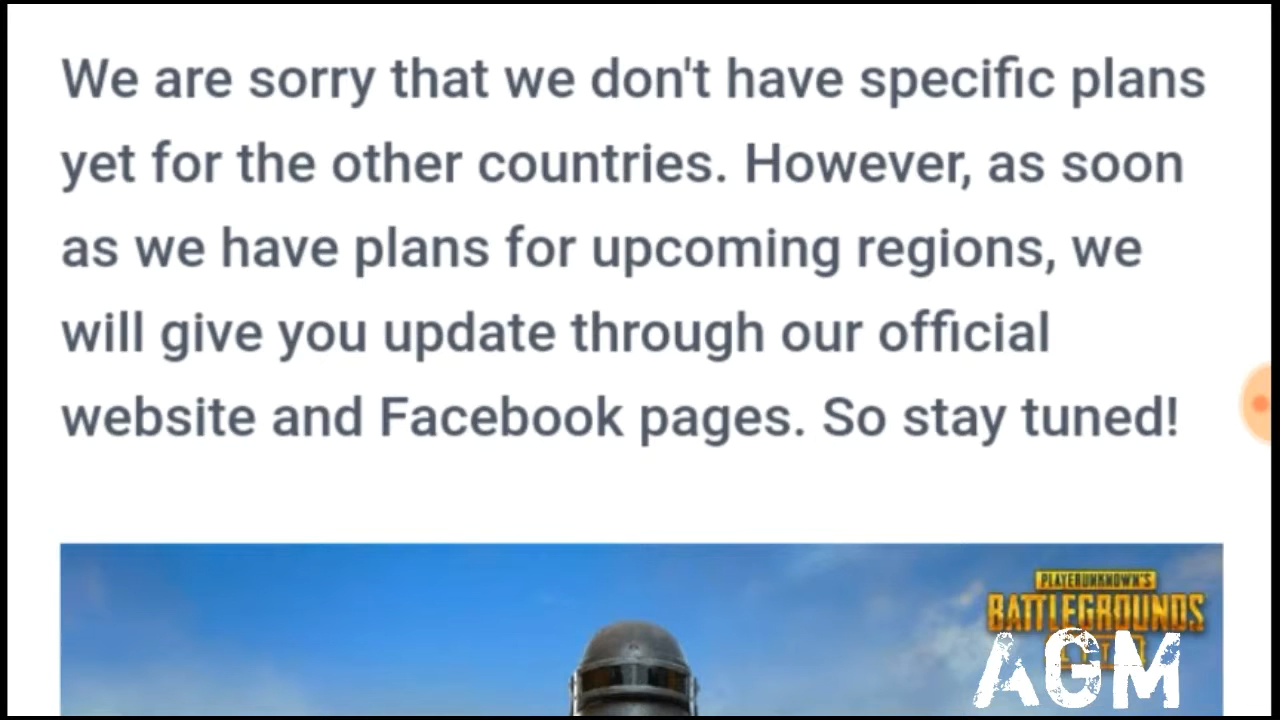 We are sorry that we don't have specific plans
yet for the other countries. However, as soon
as we have plans for upcoming regions, we
will give you update through our official
website and Facebook pages. So stay tuned!
PLAYERUNKNOWN'S
BATTLEGROUNDS
AGM